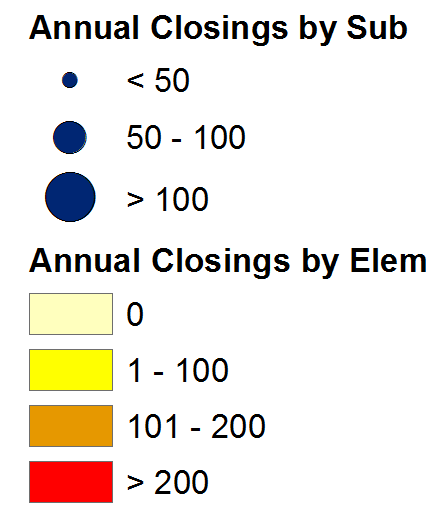 Annual Closings by Sub
< 50
50 - 100
> 100
Annual Closings by Elem
0
1 - 100
101 - 200
> 200